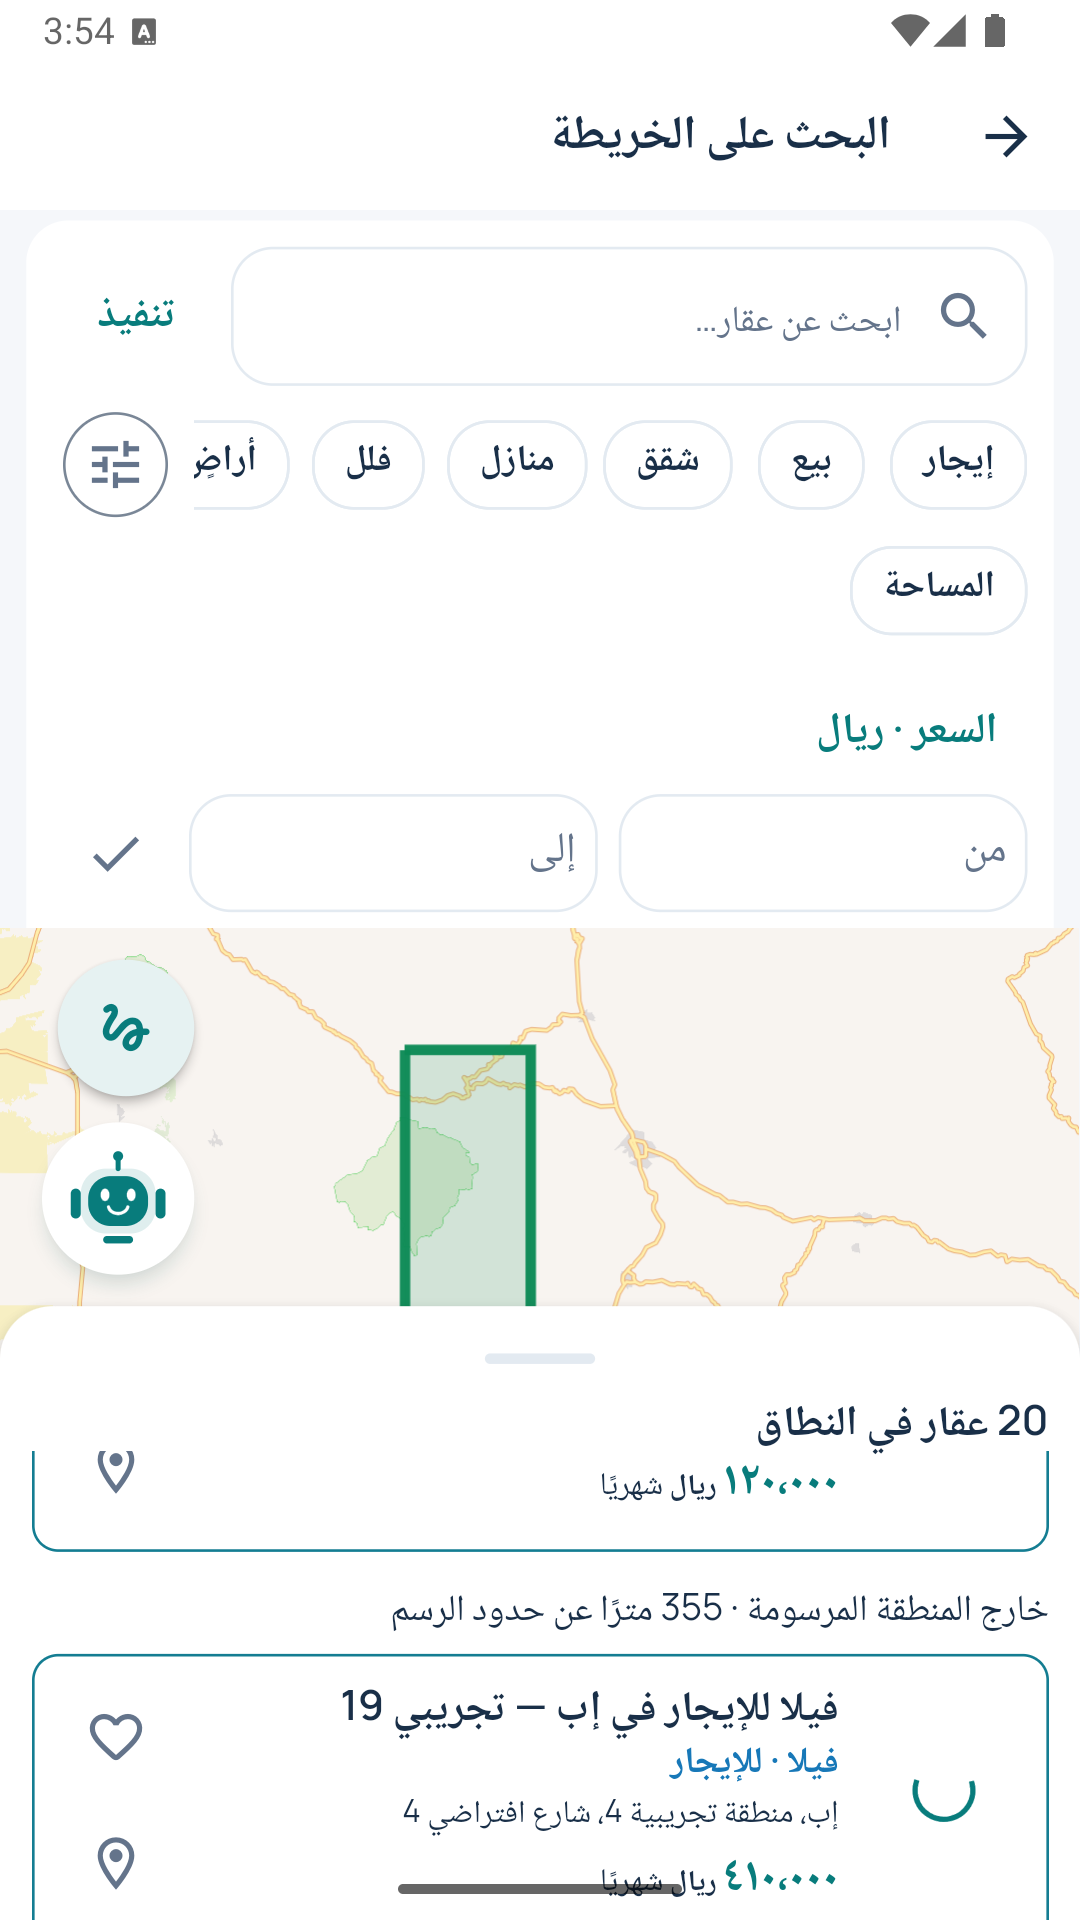 3:54
البحث على الخريطة
ابحث عن عقار...
تنفيذ
إيجار
بيع
شقق
منازل
فلل
المساحة
السعر · ريال
من
إلى
20 عقار في النطاق
١٢٠،٠٠٠ ريال شهريًا
خارج المنطقة المرسومة · 355 مترًا عن حدود الرسم
فيلا للإيجار في إب – تجريبي 19
فيلا · للإيجار
إب، منطقة تجريبية 4، شارع افتراضي 4
٤١٠،٠٠٠ ريال شهريًا